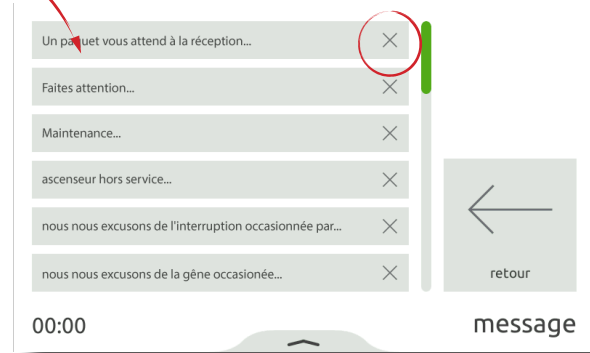 Un paquet vous attend à la réception...
Faites attention...
Maintenance...
ascenseur hors service...
nous nous excusons de l'interruption occasionnée par...
nous nous excusons de la gêne occasionée...
retour
00:00
message